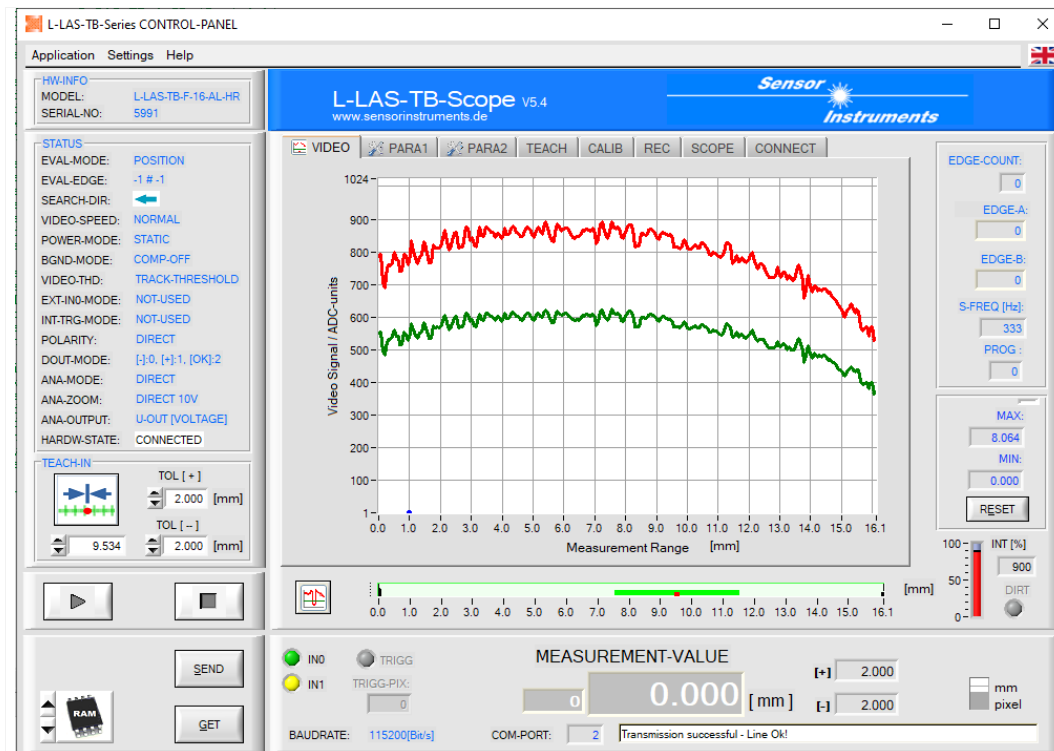 L-LAS-TB-Series CONTROL-PANEL
Application Settings Help
HW-INFO
MODEL: L-LAS-TB-F-16-AL-HR
SERIAL-NO: 5991
L-LAS-TB-Scope V5.4
www.sensorinstruments.de
Sensor
Instruments
STATUS
EVAL-MODE: POSITION
EVAL-EDGE: -1 # -1
SEARCH-DIR:
VIDEO-SPEED: NORMAL
POWER-MODE: STATIC
BGND-MODE: COMP-OFF
VIDEO-THD: TRACK-THRESHOLD
EXT-IN0-MODE: NOT-USED
INT-TRG-MODE: NOT-USED
POLARITY: DIRECT
DOUT-MODE: [-]:0, [+]:1, [OK]:2
ANA-MODE: DIRECT
ANA-ZOOM: DIRECT 10V
ANA-OUTPUT: U-OUT [VOLTAGE]
HARDW-STATE: CONNECTED
TEACH-IN
TOL [ + ]
2.000 [mm]
TOL [ -- ]
9.534 2.000 [mm]
VIDEO PARA1 PARA2 TEACH CALIB REC SCOPE CONNECT
Video Signal / ADC-units
1024
900
800
700
600
500
400
300
200
100
1
0.0 1.0 2.0 3.0 4.0 5.0 6.0 7.0 8.0 9.0 10.0 11.0 12.0 13.0 14.0 15.0 16.1
Measurement Range [mm]
EDGE-COUNT:
0
EDGE-A:
0
EDGE-B:
0
S-FREQ [Hz]:
333
PROG :
0
MAX:
8.064
MIN:
0.000
RESET
100 INT [%]
900
50 DIRT
0
[mm]
0.0 1.0 2.0 3.0 4.0 5.0 6.0 7.0 8.0 9.0 10.0 11.0 12.0 13.0 14.0 15.0 16.1
SEND
GET
RAM
IN0 TRIGG
IN1 TRIGG-PIX:
0
MEASUREMENT-VALUE
0 0.000 [ mm ]
[+] 2.000
[-] 2.000
mm
pixel
BAUDRATE: 115200[Bit/s] COM-PORT: 2 Transmission successful - Line Ok!